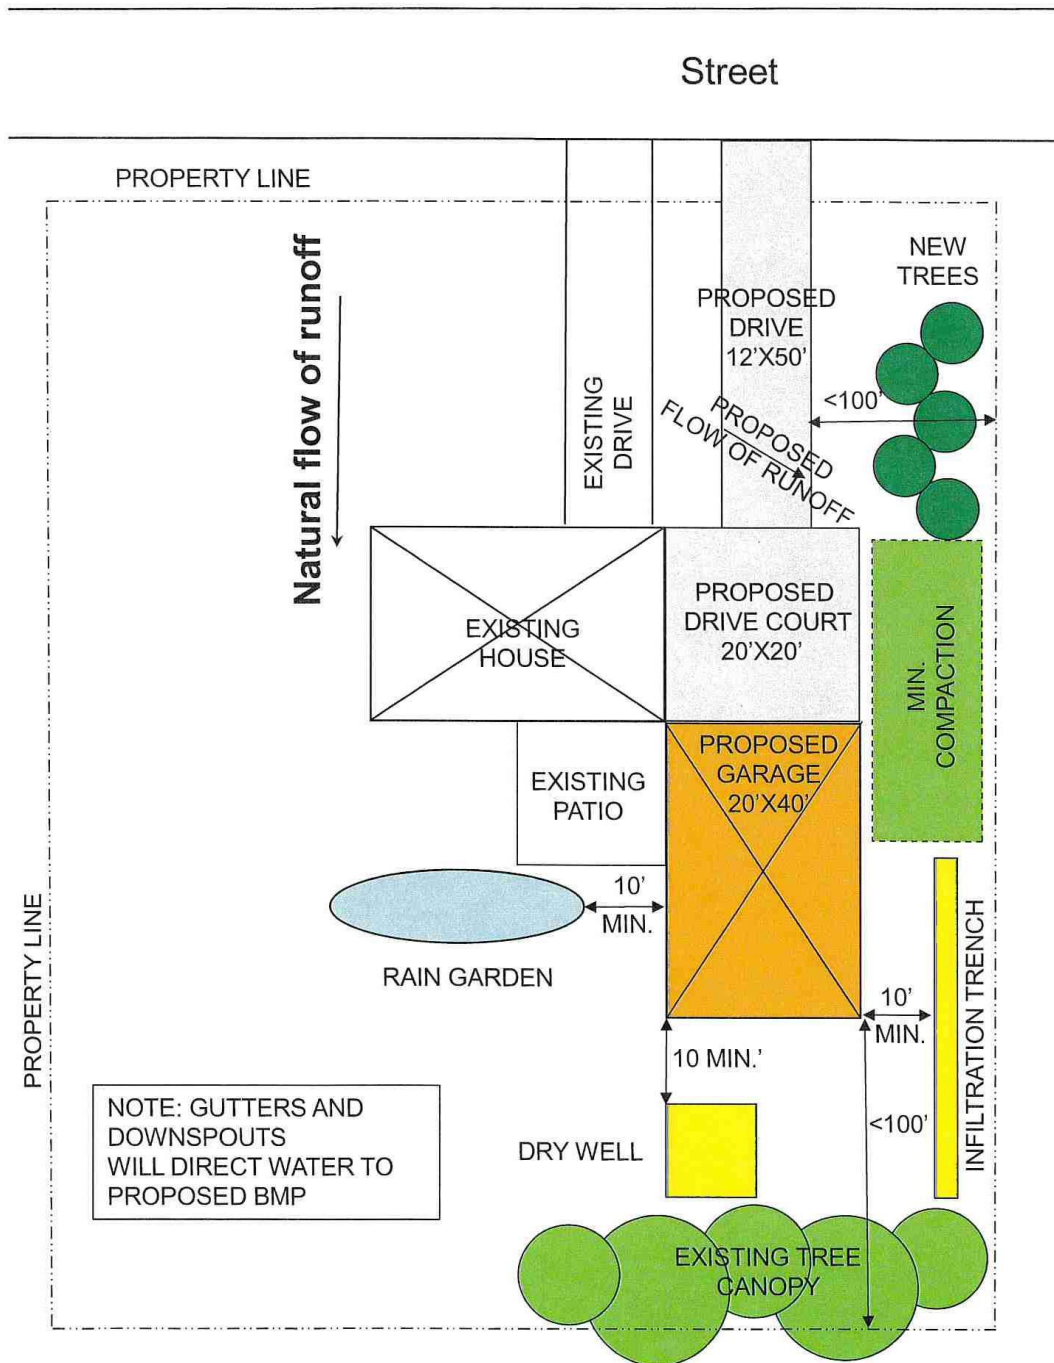 Street
PROPERTY LINE
Natural flow of runoff
NEW
TREES
PROPOSED
DRIVE
12'X50'
<100'
EXISTING
DRIVE
PROPOSED
FLOW OF RUNOFF
EXISTING
HOUSE
PROPOSED
DRIVE COURT
20'X20'
MIN.
COMPACTION
PROPOSED
GARAGE
20'X40'
EXISTING
PATIO
10'
MIN.
RAIN GARDEN
PROPERTY LINE
10'
MIN.
INFILTRATION TRENCH
10 MIN.'
<100'
NOTE: GUTTERS AND
DOWNSPOUTS
WILL DIRECT WATER TO
PROPOSED BMP
DRY WELL
EXISTING TREE
CANOPY